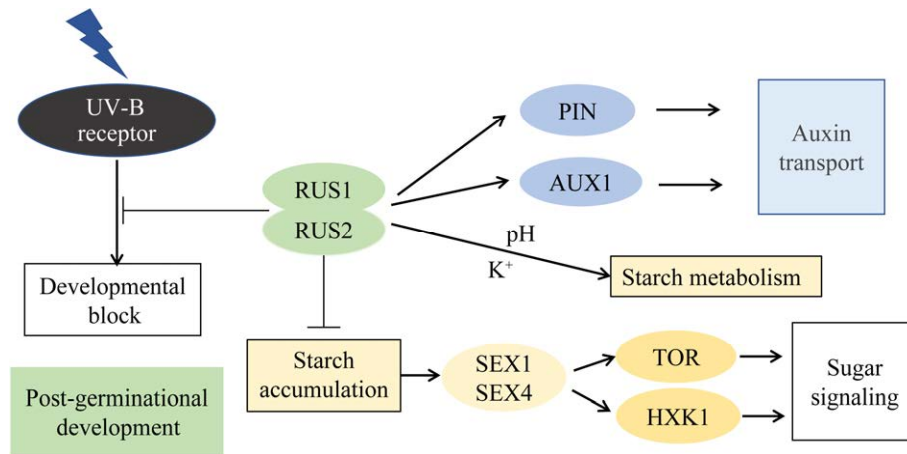 UV-B
receptor
PIN
Auxin
transport
AUX1
RUS1
RUS2
pH
K⁺
Starch metabolism
Developmental
block
Starch
accumulation
SEX1
SEX4
TOR
HXK1
Sugar
signaling
Post-germinational
development